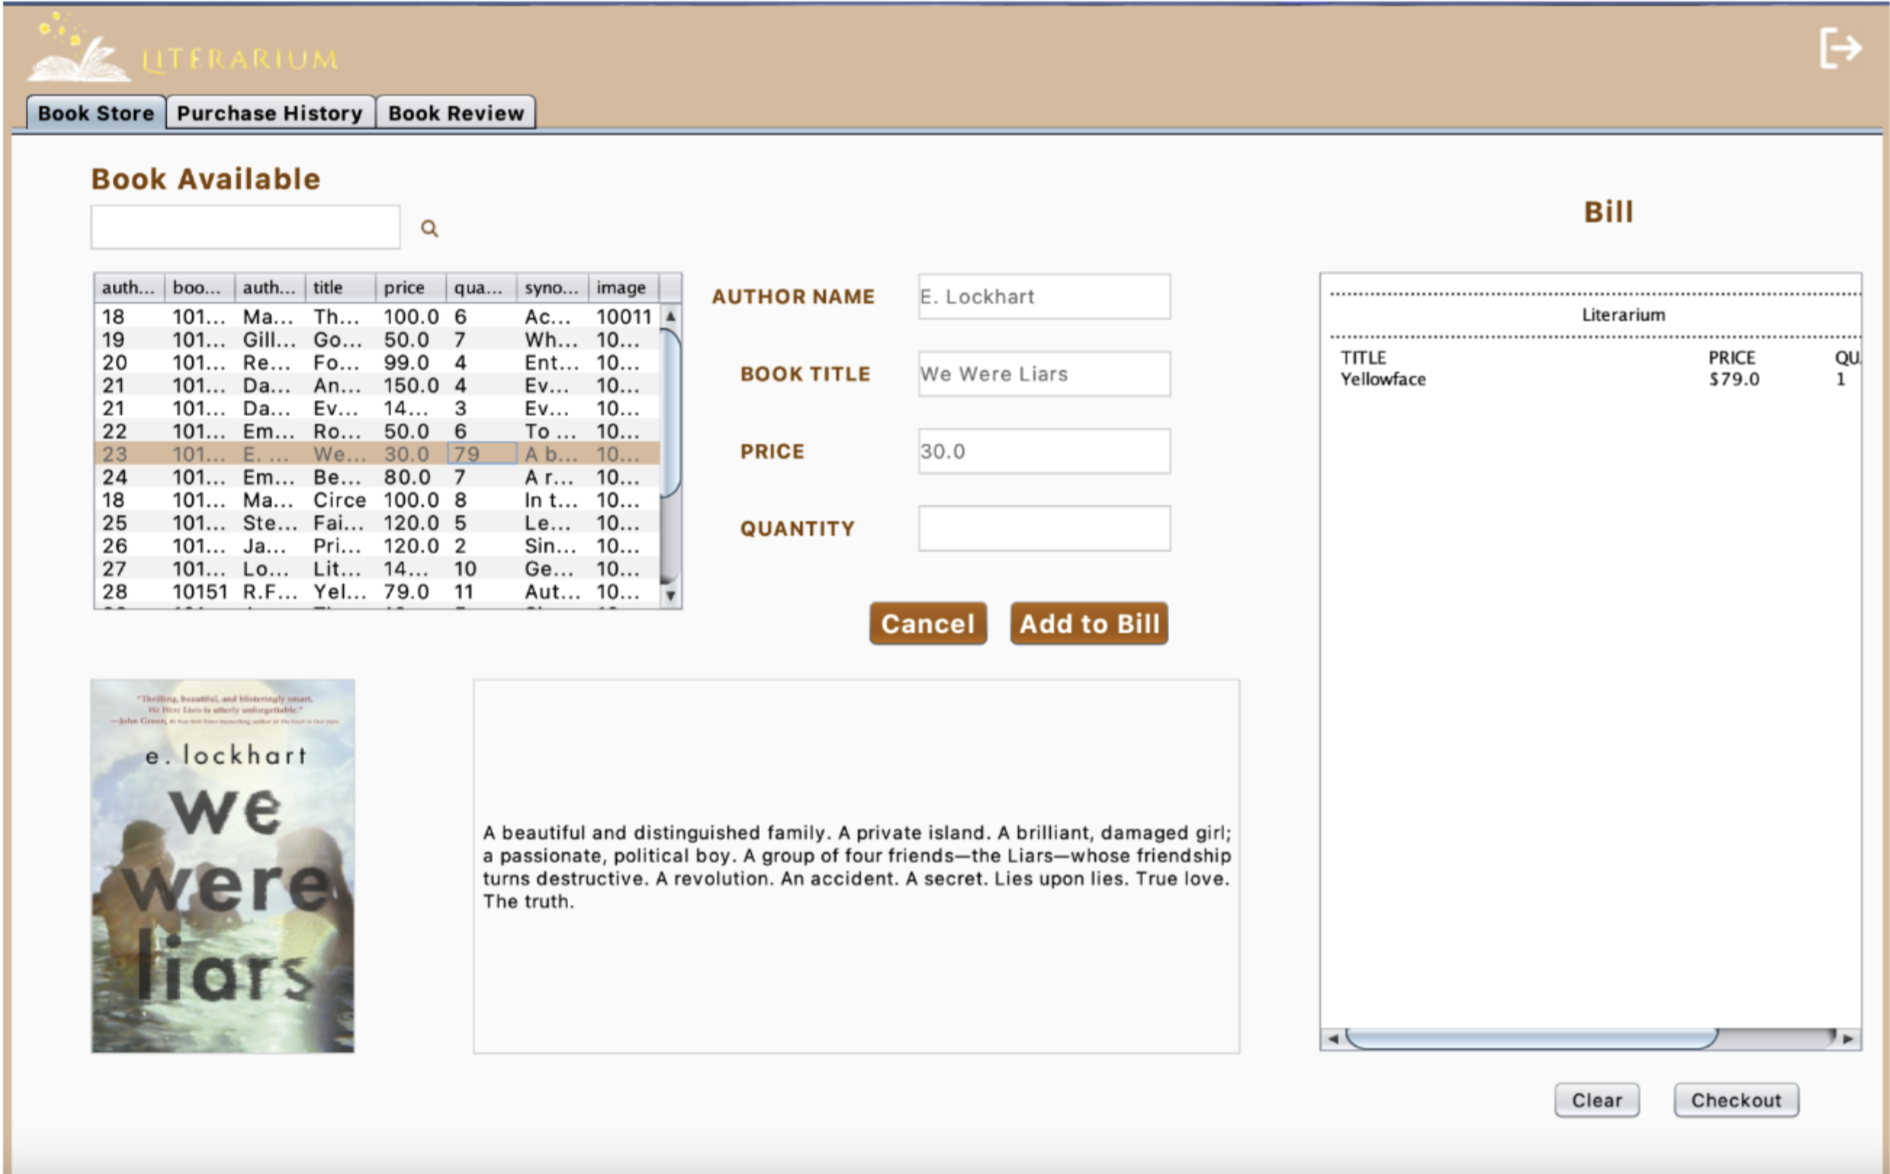 LITERARIUM
Book Store Purchase History Book Review
Book Available
Bill
auth... boo... auth... title price qua... syno... image
18 101... Ma... Th... 100.0 6 Ac... 10011
19 101... Gill... Go... 50.0 7 Wh... 10...
20 101... Re... Fo... 99.0 4 Ent... 10...
21 101... Da... An... 150.0 4 Ev... 10...
21 101... Da... Ev... 14... 3 Ev... 10...
22 101... Em... Ro... 50.0 6 To ... 10...
23 101... E. ... We... 30.0 79 A b... 10...
24 101... Em... Be... 80.0 7 A r... 10...
18 101... Ma... Circe 100.0 8 In t... 10...
25 101... Ste... Fai... 120.0 5 Le... 10...
26 101... Ja... Pri... 120.0 2 Sin... 10...
27 101... Lo... Lit... 14... 10 Ge... 10...
28 10151 R.F... Yel... 79.0 11 Aut... 10...
AUTHOR NAME E. Lockhart
BOOK TITLE We Were Liars
PRICE 30.0
QUANTITY
Cancel Add to Bill
Literarium
TITLE PRICE QU
Yellowface $79.0 1
"Thrilling, beautiful, and blisteringly smart,
We Were Liars is utterly unforgettable."
—John Green,
e. lockhart
we
were
liars
A beautiful and distinguished family. A private island. A brilliant, damaged girl;
a passionate, political boy. A group of four friends—the Liars—whose friendship
turns destructive. A revolution. An accident. A secret. Lies upon lies. True love.
The truth.
Clear Checkout